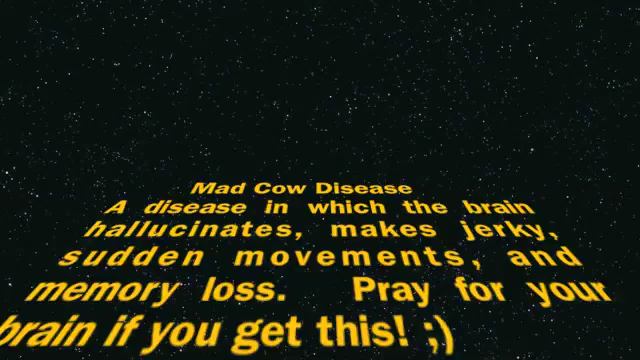 Mad Cow Disease
A disease in which the brain
hallucinates, makes jerky,
sudden movements, and
memory loss. Pray for your
brain if you get this! ;)